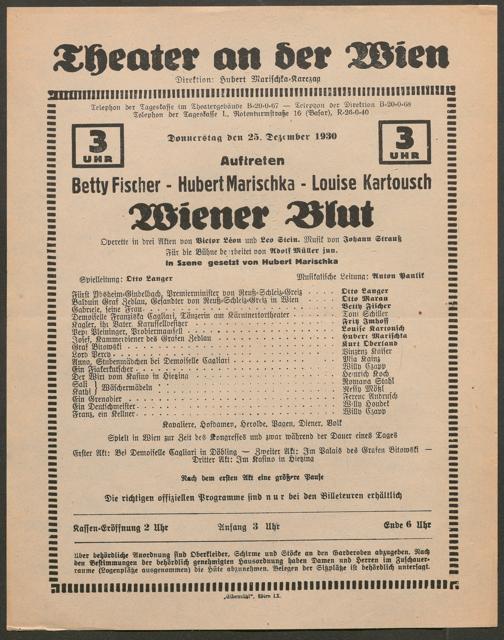 Theater an der Wien
Direktion: Hubert Marischka-Karczag
Telephon der Tageskasse im Theatergebäude B-20-0-67 — Telephon der Direktion B-20-0-68
Telephon der Tageskasse I., Rotenturmstraße 16 (Basar), R-26-0-40
3 UHR
Donnerstag den 25. Dezember 1930
3 UHR
Auftreten
Betty Fischer - Hubert Marischka - Louise Kartousch
Wiener Blut
Operette in drei Akten von Victor Léon und Leo Stein. Musik von Johann Strauß
Für die Bühne bearbeitet von Adolf Müller jun.
In Szene gesetzt von Hubert Marischka
Spielleitung: Otto Langer Musikalische Leitung: Anton Paulik
Fürst Ypsheim-Gindelbach, Premierminister von Reuß-Schleiz-Greiz Otto Langer
Balduin Graf Zedlau, Gesandter von Reuß-Schleiz-Greiz in Wien Otto Maran
Gabriele, seine Frau Betty Fischer
Demoiselle Franziska Cagliari, Tänzerin am Kärntnertortheater Toni Schiller
Kagler, ihr Vater, Karussellbesitzer Fritz Imhoff
Pepi Pleininger, Probiermamsell Louise Kartousch
Josef, Kammerdiener des Grafen Zedlau Hubert Marischka
Graf Bitowski Kurt Oberland
Lord Percy Vinzenz Kaiser
Anna, Stubenmädchen bei Demoiselle Cagliari Mia Kainz
Ein Fiakerkutscher Willy Czapp
Der Wirt vom Kasino in Hietzing Heinrich Koch
Lisi } Wäschermädeln Romana Stahl
Kathi } Nelly Mößl
Ein Grenadier Ferenc Andrusch
Ein Deutschmeister Willy Houdek
Franz, ein Kellner Willy Czapp
Kavaliere, Hofdamen, Herolde, Pagen, Diener, Volk
Spielt in Wien zur Zeit des Kongresses und zwar während der Dauer eines Tages
Erster Akt: Bei Demoiselle Cagliari in Döbling — Zweiter Akt: Im Palais des Grafen Bitowski —
Dritter Akt: Im Kasino in Hietzing
Nach dem ersten Akt eine größere Pause
Die richtigen offiziellen Programme sind nur bei den Billeteuren erhältlich
Kassen-Eröffnung 2 Uhr Anfang 3 Uhr Ende 6 Uhr
Über behördliche Anordnung sind Oberkleider, Schirme und Stöcke an den Garderoben abzugeben. Nach
den Bestimmungen der behördlich genehmigten Hausordnung haben Damen und Herren im Zuschauer-
raume (Logenplätze ausgenommen) die Hüte abzunehmen. Belegen der Sitzplätze ist behördlich untersagt.
„Elbemühl“, Wien IX.